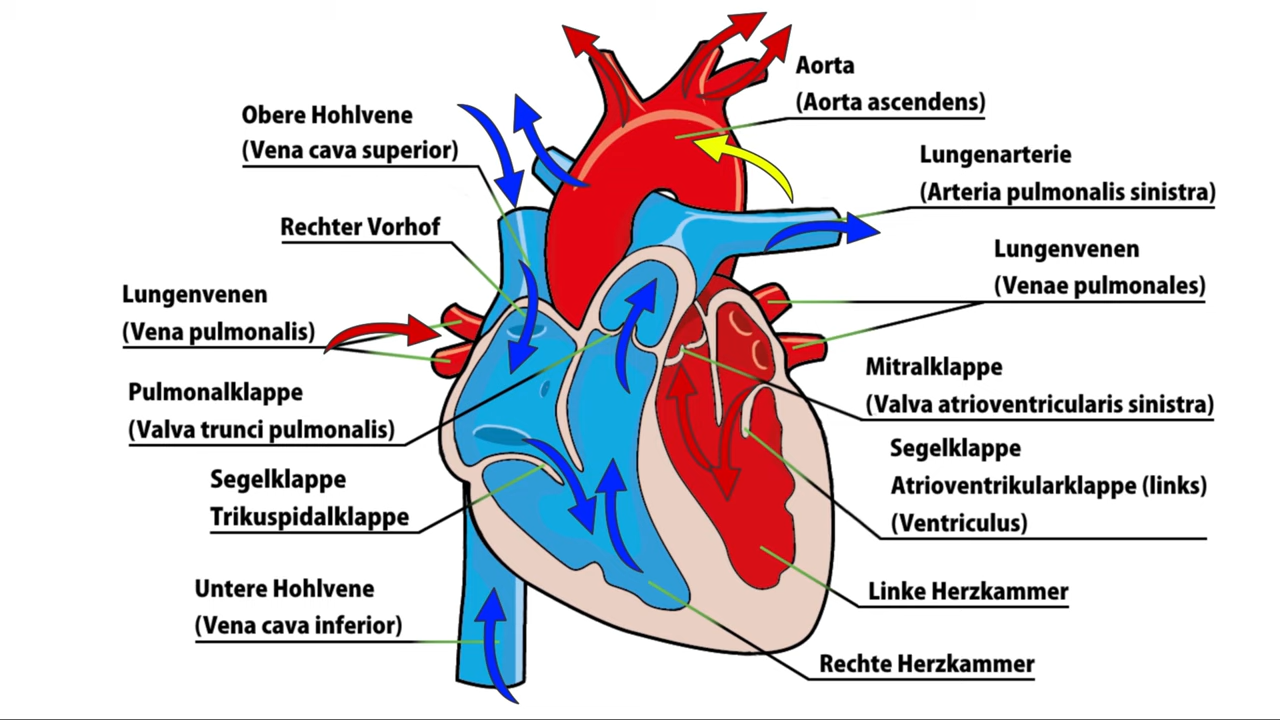 Obere Hohlvene
(Vena cava superior)
Rechter Vorhof
Lungenvenen
(Vena pulmonalis)
Pulmonalklappe
(Valva trunci pulmonalis)
Segelklappe
Trikuspidalklappe
Untere Hohlvene
(Vena cava inferior)
Aorta
(Aorta ascendens)
Lungenarterie
(Arteria pulmonalis sinistra)
Lungenvenen
(Venae pulmonales)
Mitralklappe
(Valva atrioventricularis sinistra)
Segelklappe
Atrioventrikularklappe (links)
(Ventriculus)
Linke Herzkammer
Rechte Herzkammer